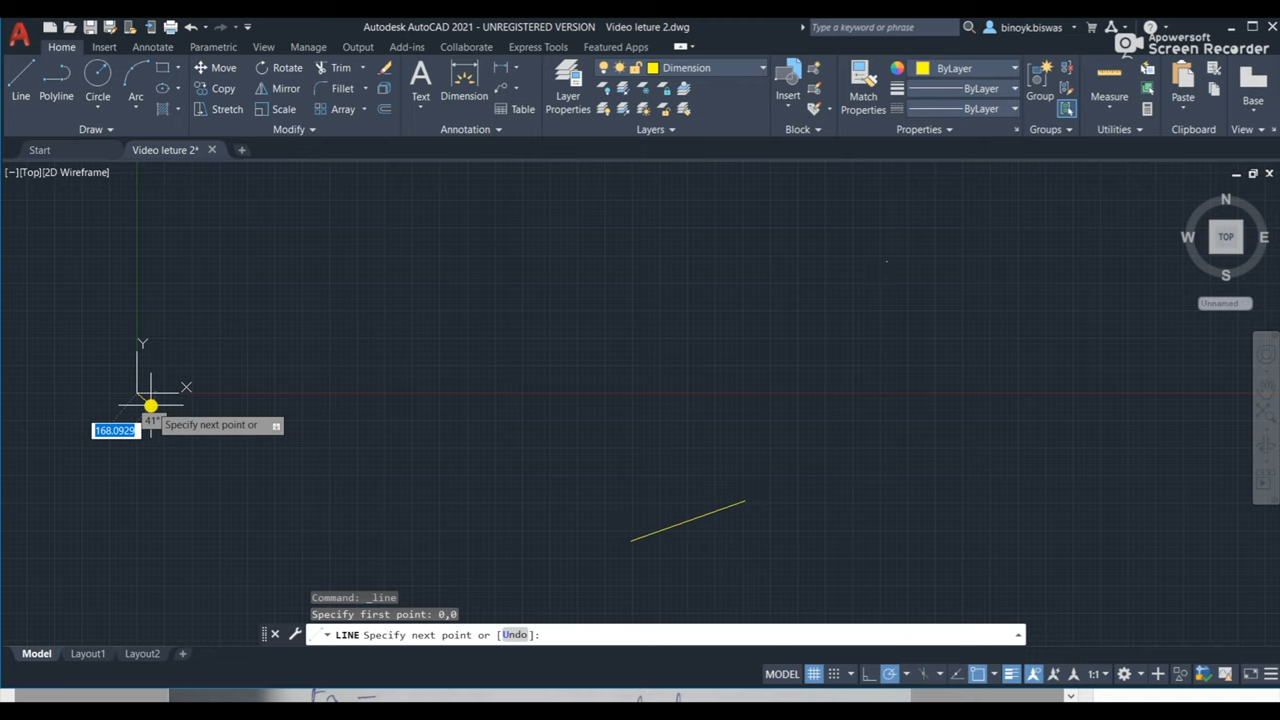 Autodesk AutoCAD 2021 - UNREGISTERED VERSION Video leture 2.dwg
Type a keyword or phrase
binoyk.biswas
Apowersoft
Screen Recorder
Home Insert Annotate Parametric View Manage Output Add-ins Collaborate Express Tools Featured Apps
Line Polyline Circle Arc
Move Rotate Trim
Copy Mirror Fillet
Stretch Scale Array
Text Dimension Table
Layer
Properties
Dimension
Insert
Match
Properties
ByLayer
ByLayer
ByLayer
Group Measure Paste Base
Draw Modify Annotation Layers Block Properties Groups Utilities Clipboard View
Start Video leture 2*
[−][Top][2D Wireframe]
N
W TOP E
S
Unnamed
Y
X
168.0929 41° Specify next point or
Command: _line
Specify first point: 0,0
LINE Specify next point or [Undo]:
Model Layout1 Layout2
MODEL 1:1